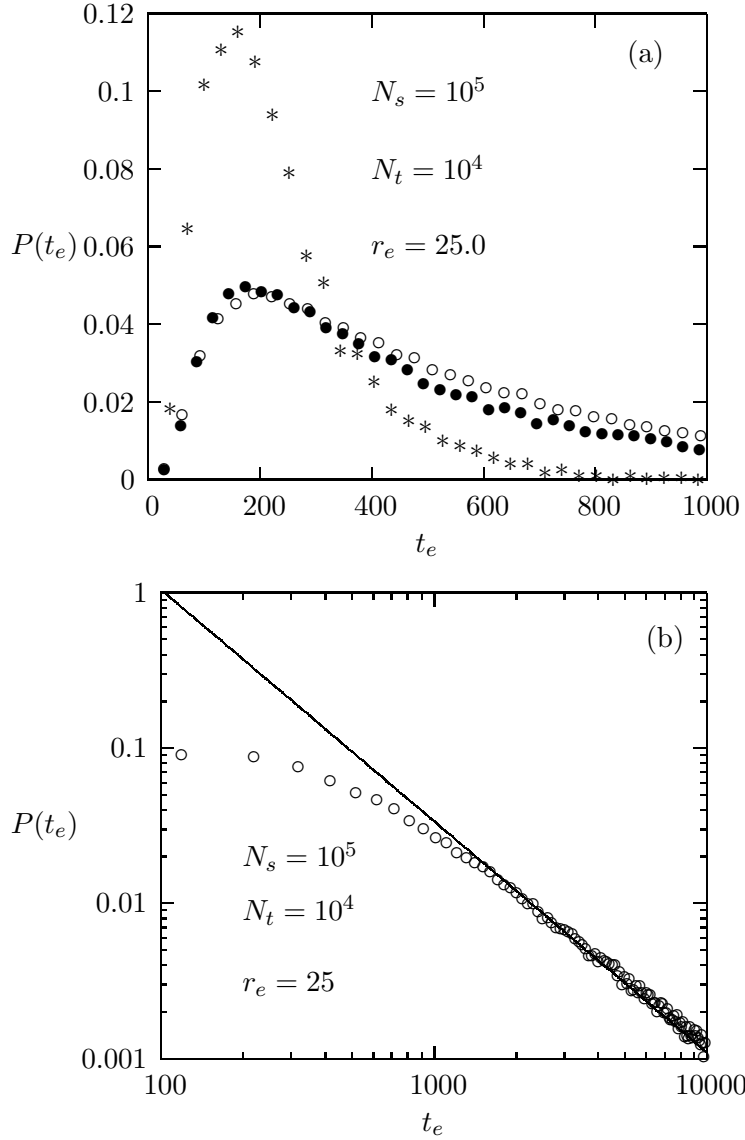 0.12
(a)
N_s = 10^5
0.1
N_t = 10^4
0.08
P(t_e)
0.06
r_e = 25.0
0.04
0.02
0
0 200 400 600 800 1000
t_e
1
(b)
0.1
P(t_e)
N_s = 10^5
0.01
N_t = 10^4
r_e = 25
0.001
100 1000 10000
t_e